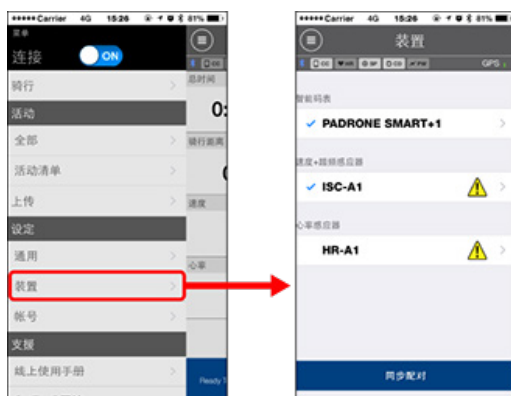 Carrier 4G 15:26 81%
菜单
连接 ON
骑行
活动
全部
活动清单
上传
设定
通用
装置
帐号
支援
线上使用手册
总时间
0:
骑行距离
速度
心率
Ready T
Carrier 4G 15:26 81%
装置
GPS
智能码表
PADRONE SMART+1
速度+踏频感应器
ISC-A1
心率感应器
HR-A1
同步配对